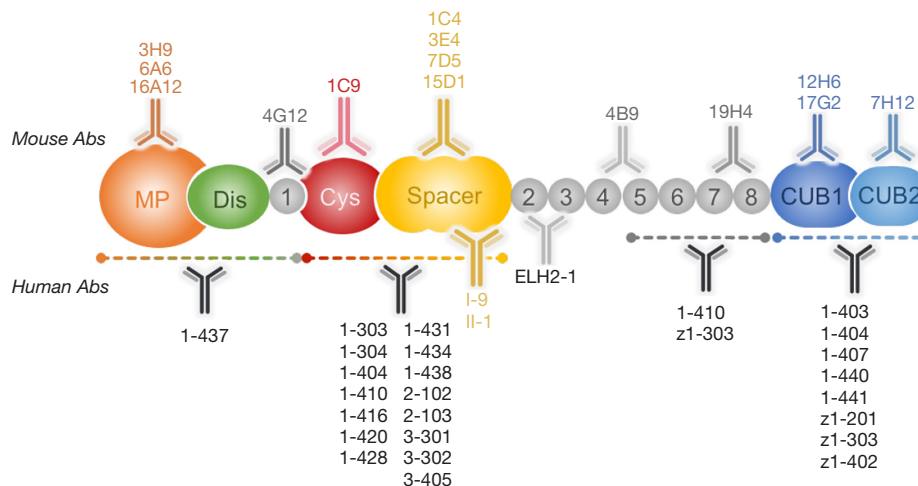 1C4
3H9
3E4
6A6
7D5
12H6
16A12
1C9
15D1
17G2
7H12
4G12
4B9
19H4
Mouse Abs
MP Dis 1 Cys Spacer 2 3 4 5 6 7 8 CUB1 CUB2
Human Abs
ELH2-1
1-437
I-9
II-1
1-410
z1-303
1-303 1-431
1-304 1-434
1-404 1-438
1-410 2-102
1-416 2-103
1-420 3-301
1-428 3-302
3-405
1-403
1-404
1-407
1-440
1-441
z1-201
z1-303
z1-402